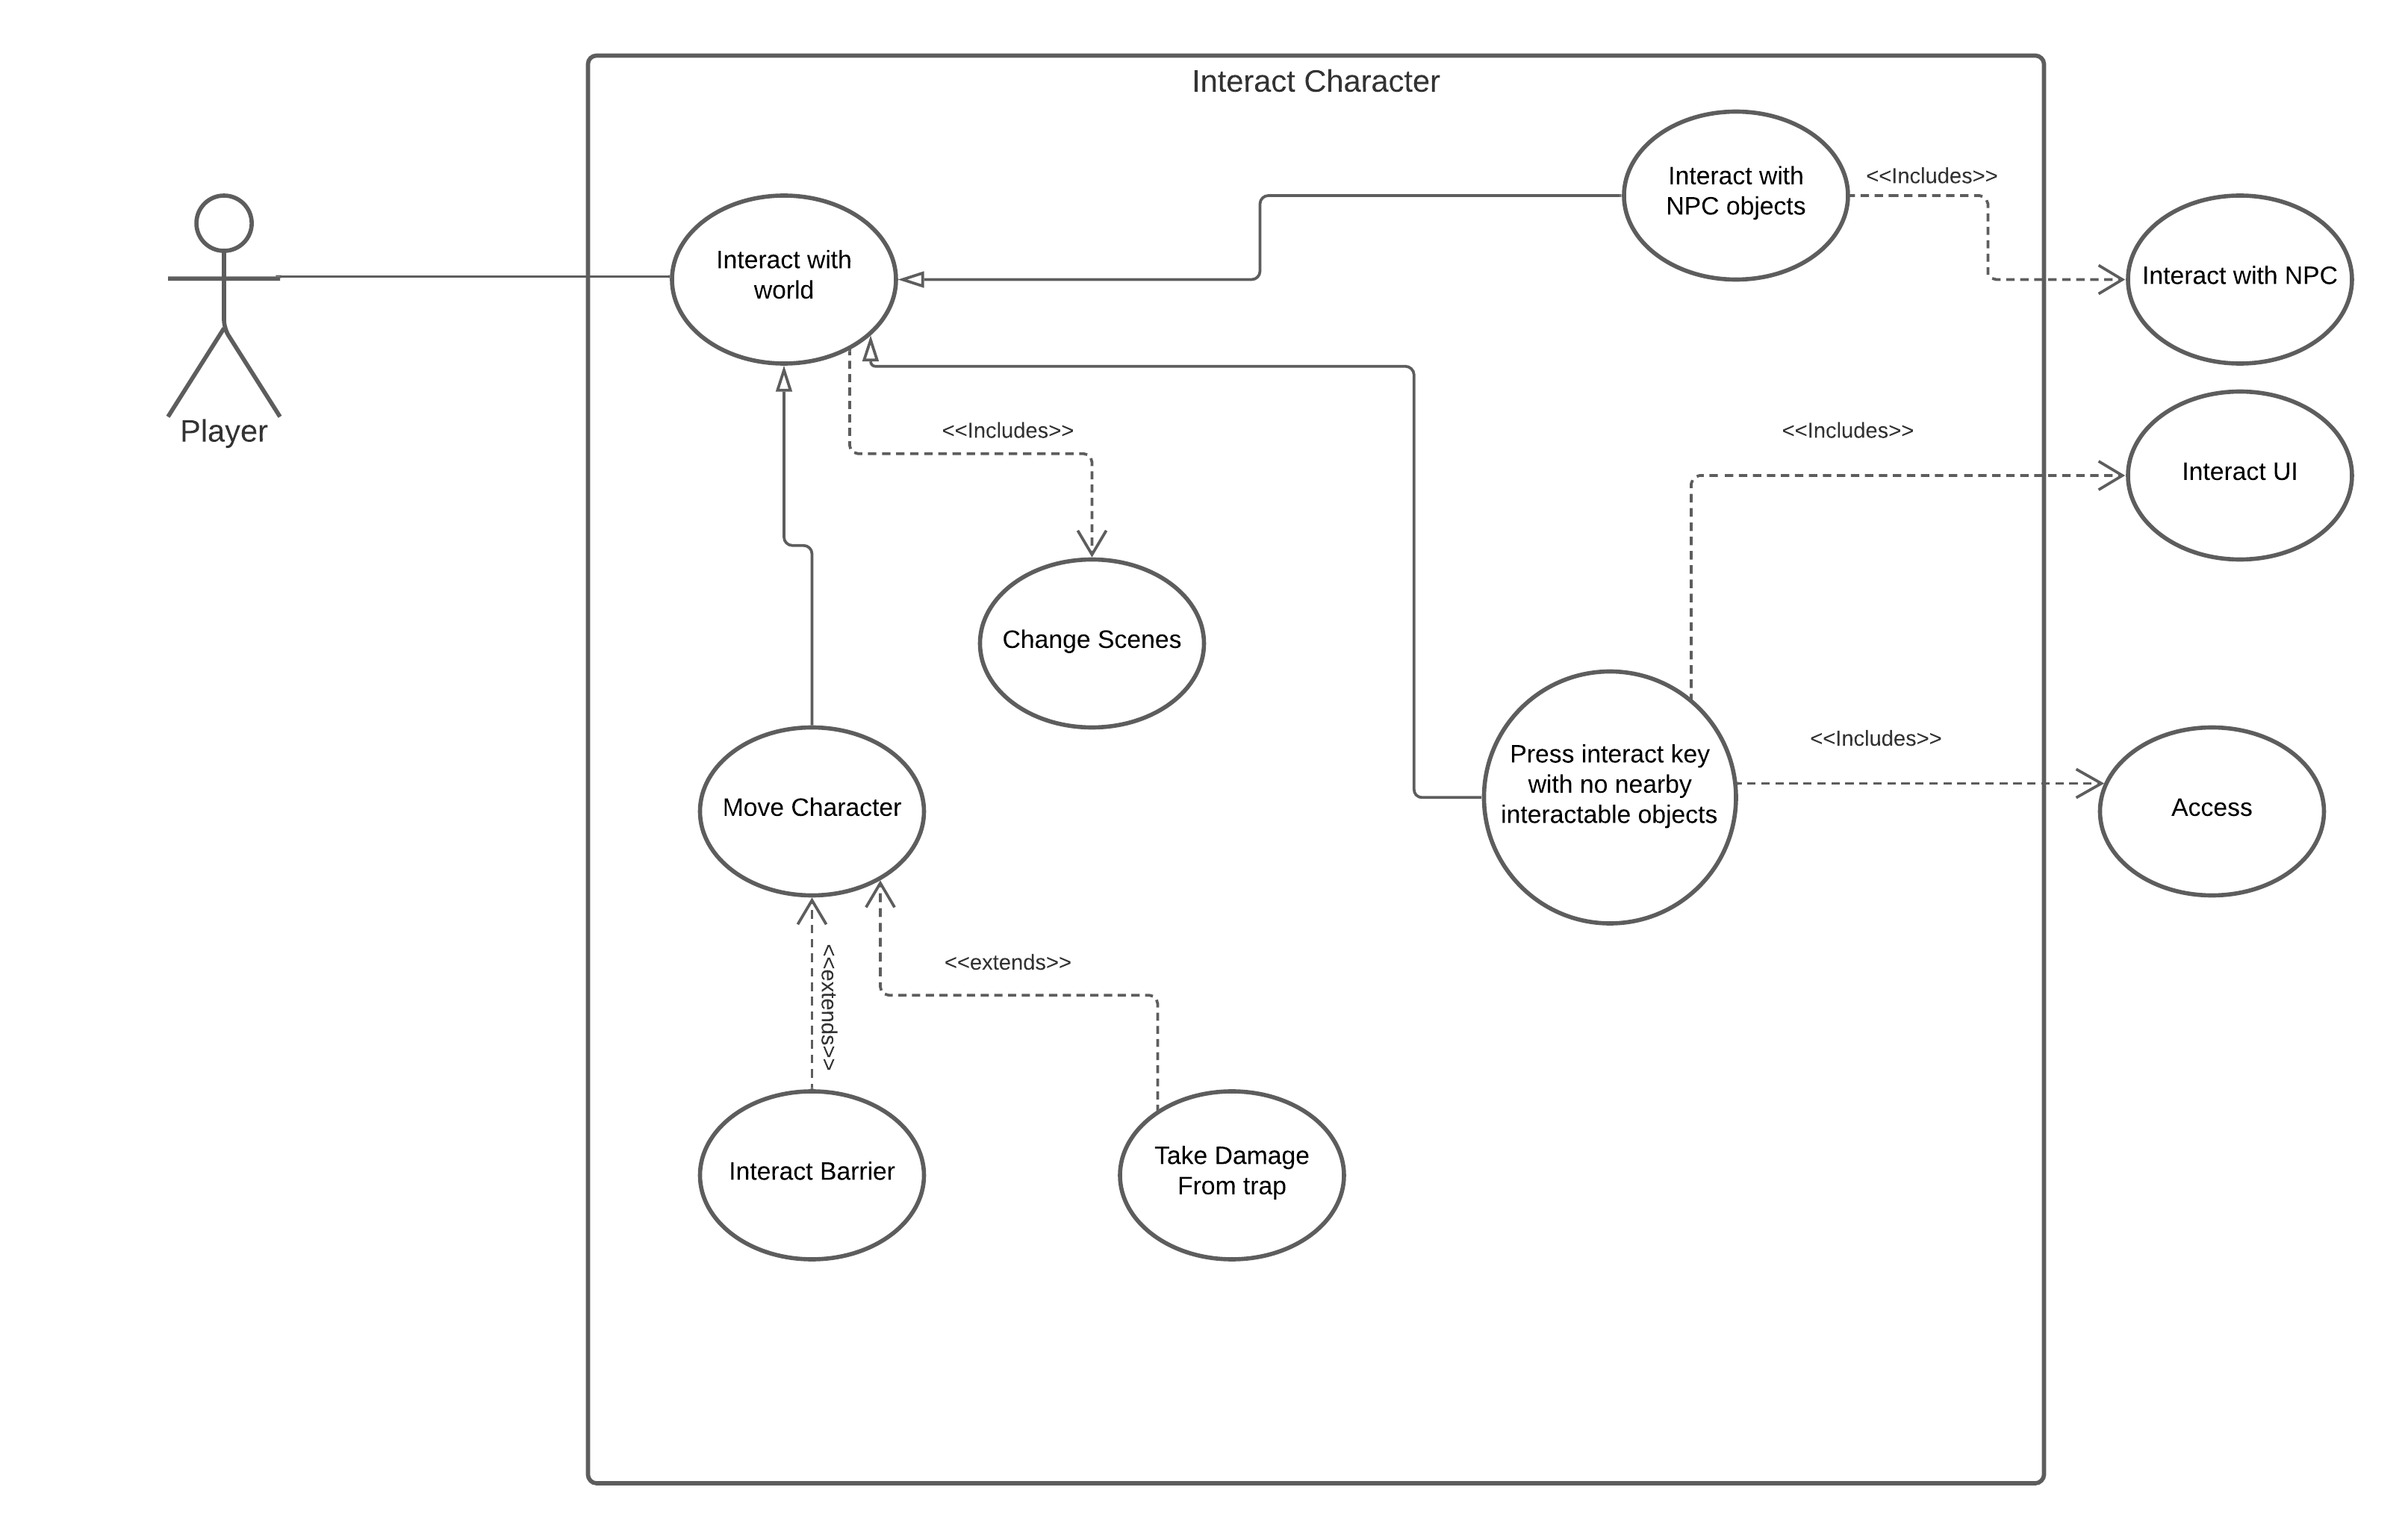 Interact Character
Interact with
NPC objects
<<Includes>>
Interact with
world
Interact with NPC
Player
<<Includes>>
<<Includes>>
Interact UI
Change Scenes
<<Includes>>
Press interact key
with no nearby
interactable objects
Move Character
Access
<<extends>>
<<extends>>
Interact Barrier
Take Damage
From trap